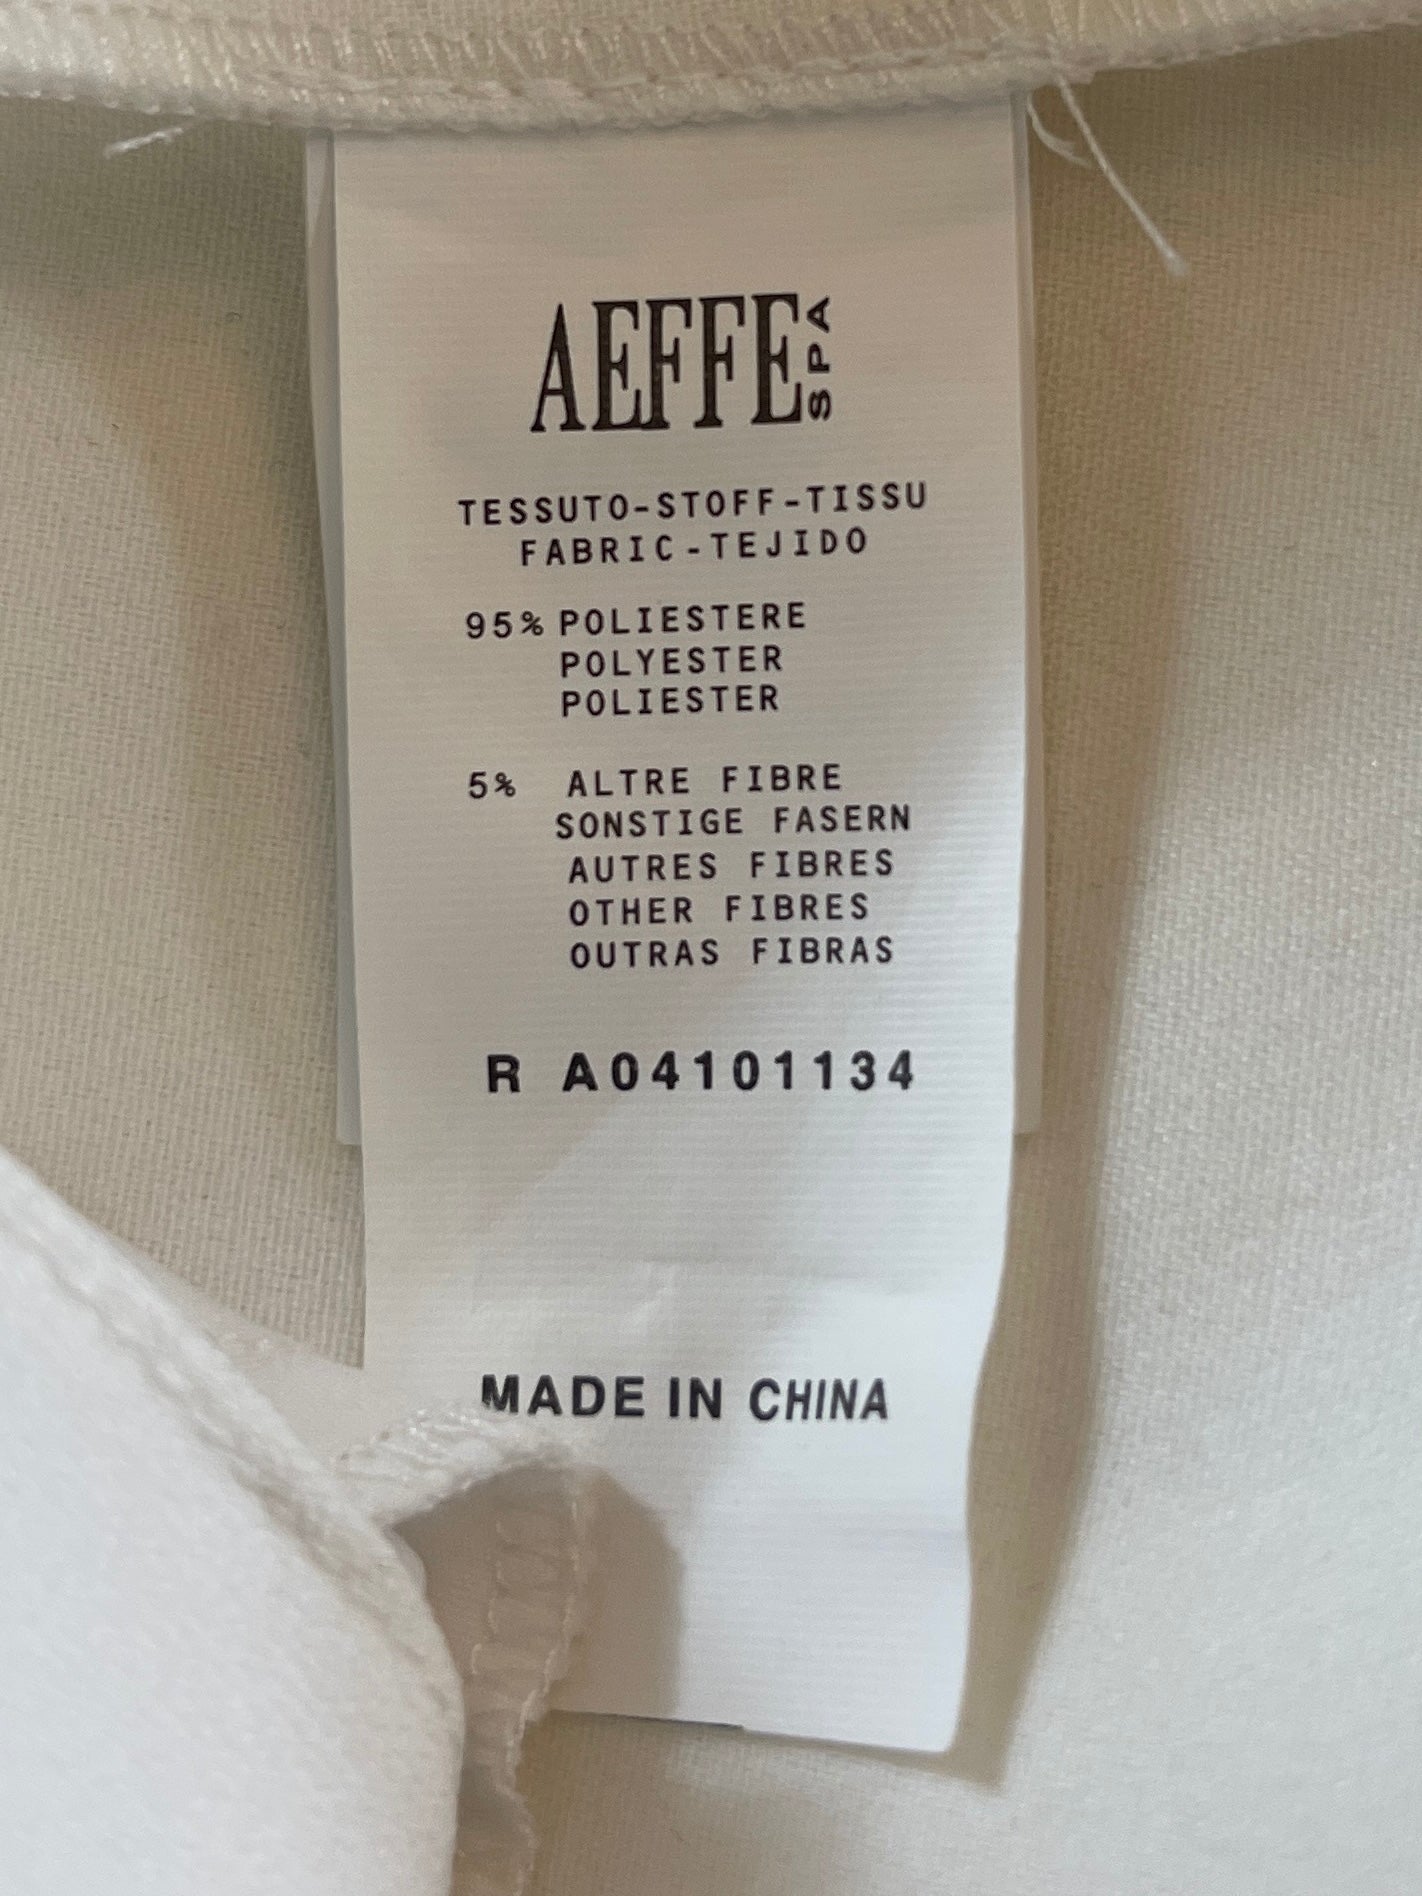 AEFFE SPA
TESSUTO-STOFF-TISSU
FABRIC-TEJIDO
95% POLIESTERE
POLYESTER
POLIESTER
5% ALTRE FIBRE
SONSTIGE FASERN
AUTRES FIBRES
OTHER FIBRES
OUTRAS FIBRAS
R A04101134
MADE IN CHINA